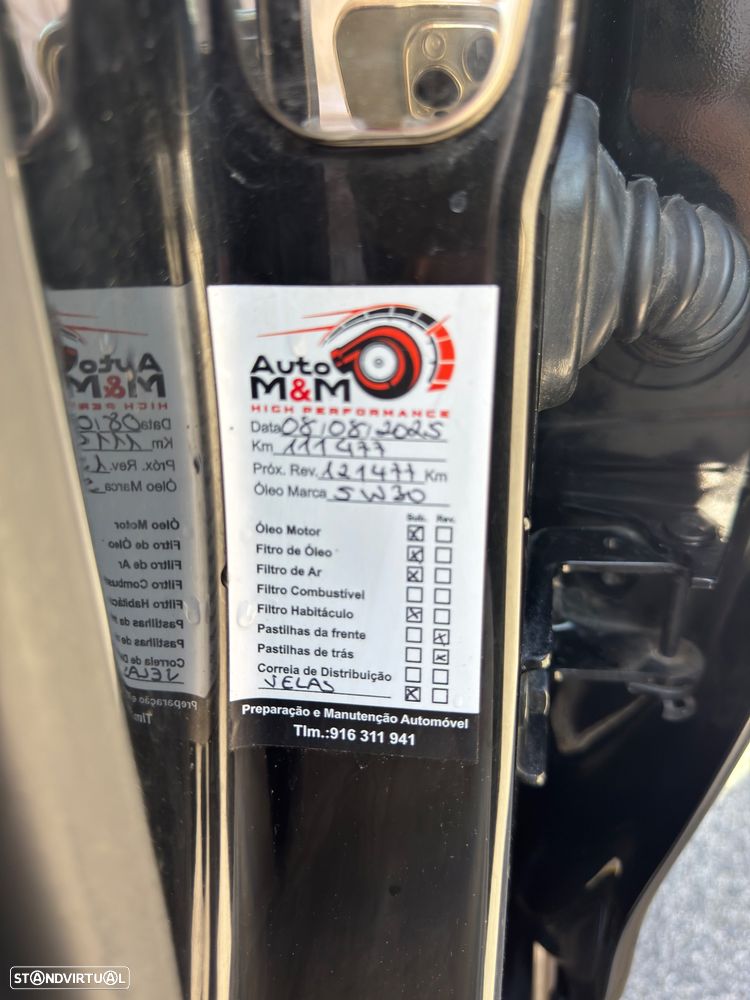 Auto
M&M
HIGH PERFORMANCE
Data 08/08/2025
Km 111477
Próx. Rev. 121477 Km
Óleo Marca 5W30
Sub. Rev.
Óleo Motor
Fitro de Óleo
Filtro de Ar
Filtro Combustível
Filtro Habitáculo
Pastilhas da frente
Pastilhas de trás
Correia de Distribuição
VELAS
Preparação e Manutenção Automóvel
Tlm.:916 311 941
STANDVIRTUAL